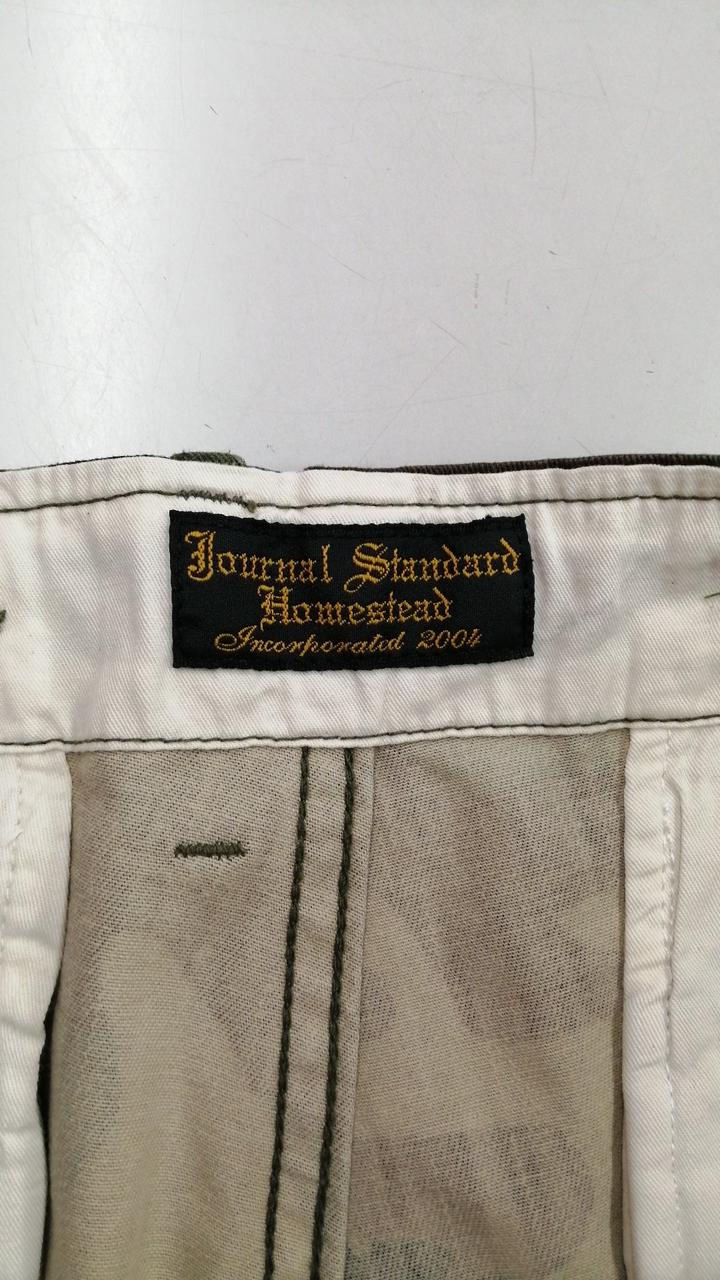 Journal Standard
Homestead
Incorporated 2004